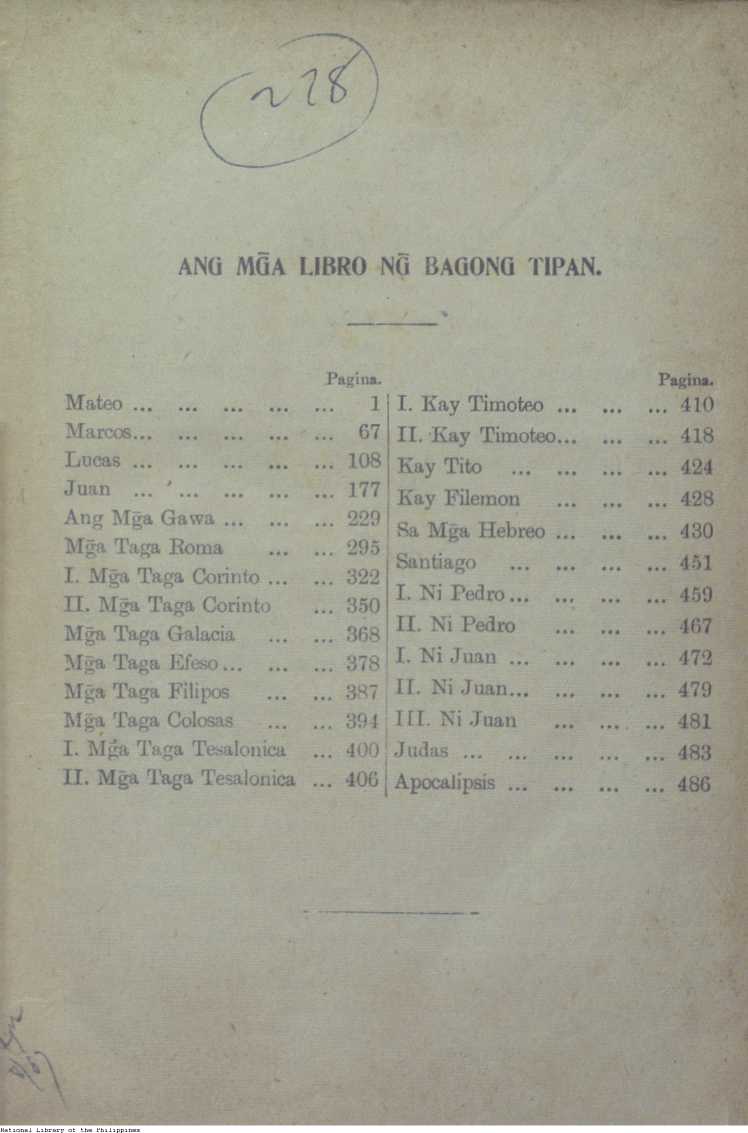 278
ANG MG̃A LIBRO NG̃ BAGONG TIPAN.
Pagina.
Mateo ... ... ... ... ... 1
Marcos... ... ... ... ... 67
Lucas ... ... ... ... ... 108
Juan ... ... ... ... ... 177
Ang Mg̃a Gawa ... ... ... 229
Mg̃a Taga Roma ... ... 295
I. Mg̃a Taga Corinto ... ... 322
II. Mg̃a Taga Corinto ... 350
Mg̃a Taga Galacia ... ... 368
Mg̃a Taga Efeso ... ... ... 378
Mg̃a Taga Filipos ... ... 387
Mg̃a Taga Colosas ... ... 394
I. Mg̃a Taga Tesalonica ... 400
II. Mg̃a Taga Tesalonica ... 406
Pagina.
I. Kay Timoteo ... ... ... 410
II. Kay Timoteo... ... ... 418
Kay Tito ... ... ... ... 424
Kay Filemon ... ... ... 428
Sa Mg̃a Hebreo ... ... ... 430
Santiago ... ... ... ... 451
I. Ni Pedro ... ... ... ... 459
II. Ni Pedro ... ... ... 467
I. Ni Juan ... ... ... ... 472
II. Ni Juan... ... ... ... 479
III. Ni Juan ... ... ... 481
Judas ... ... ... ... ... 483
Apocalipsis ... ... ... ... 486
National Library of the Philippines